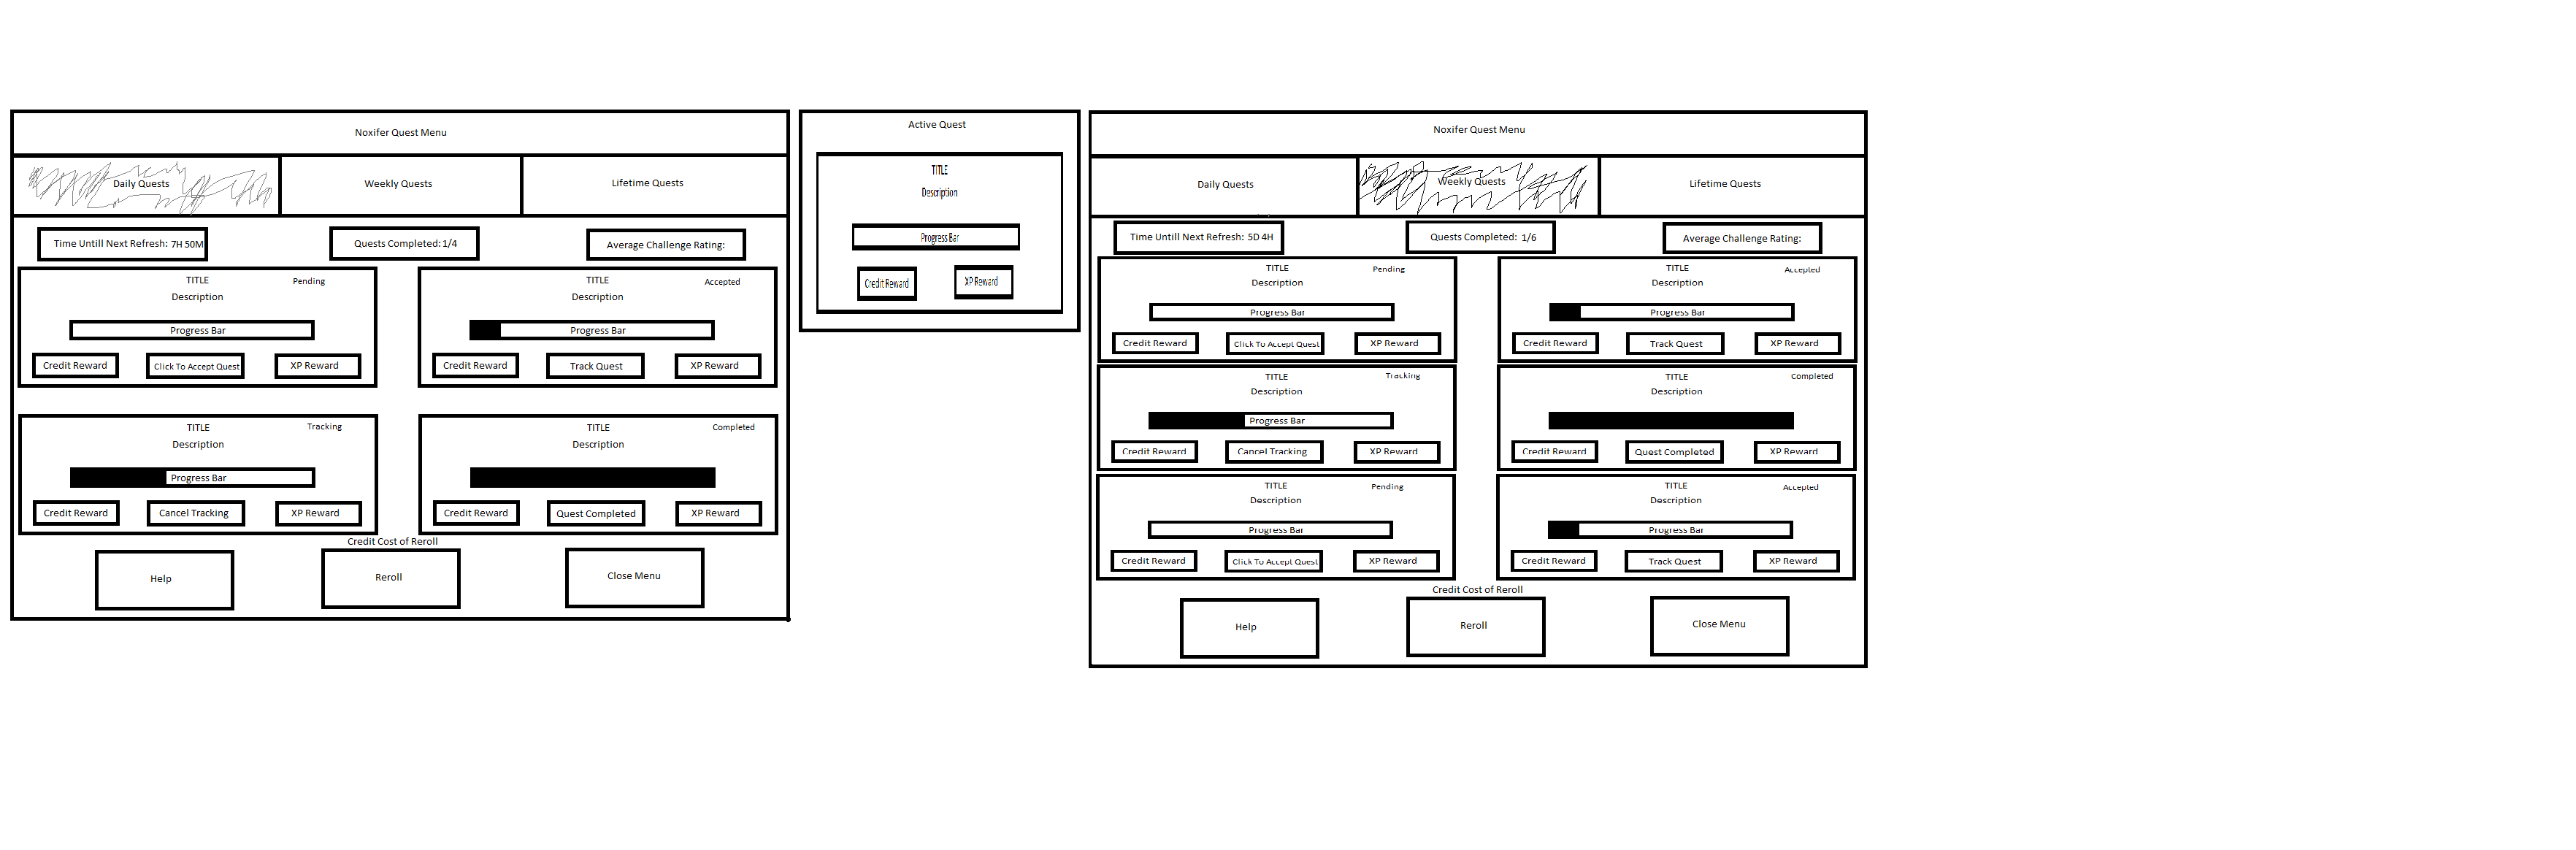 Noxifer Quest Menu
Daily Quests
Weekly Quests
Lifetime Quests
Time Untill Next Refresh: 7H 50M
Quests Completed: 1/4
Average Challenge Rating:
TITLE
Pending
Description
Progress Bar
Credit Reward
Click To Accept Quest
XP Reward
TITLE
Accepted
Description
Progress Bar
Credit Reward
Track Quest
XP Reward
TITLE
Tracking
Description
Progress Bar
Credit Reward
Cancel Tracking
XP Reward
TITLE
Completed
Description
Credit Reward
Quest Completed
XP Reward
Credit Cost of Reroll
Help
Reroll
Close Menu
Active Quest
TITLE
Description
Progress Bar
Credit Reward
XP Reward
Noxifer Quest Menu
Daily Quests
Weekly Quests
Lifetime Quests
Time Untill Next Refresh: 5D 4H
Quests Completed: 1/6
Average Challenge Rating:
TITLE
Pending
Description
Progress Bar
Credit Reward
Click To Accept Quest
XP Reward
TITLE
Accepted
Description
Progress Bar
Credit Reward
Track Quest
XP Reward
TITLE
Tracking
Description
Progress Bar
Credit Reward
Cancel Tracking
XP Reward
TITLE
Completed
Description
Credit Reward
Quest Completed
XP Reward
TITLE
Pending
Description
Progress Bar
Credit Reward
Click To Accept Quest
XP Reward
TITLE
Accepted
Description
Progress Bar
Credit Reward
Track Quest
XP Reward
Credit Cost of Reroll
Help
Reroll
Close Menu